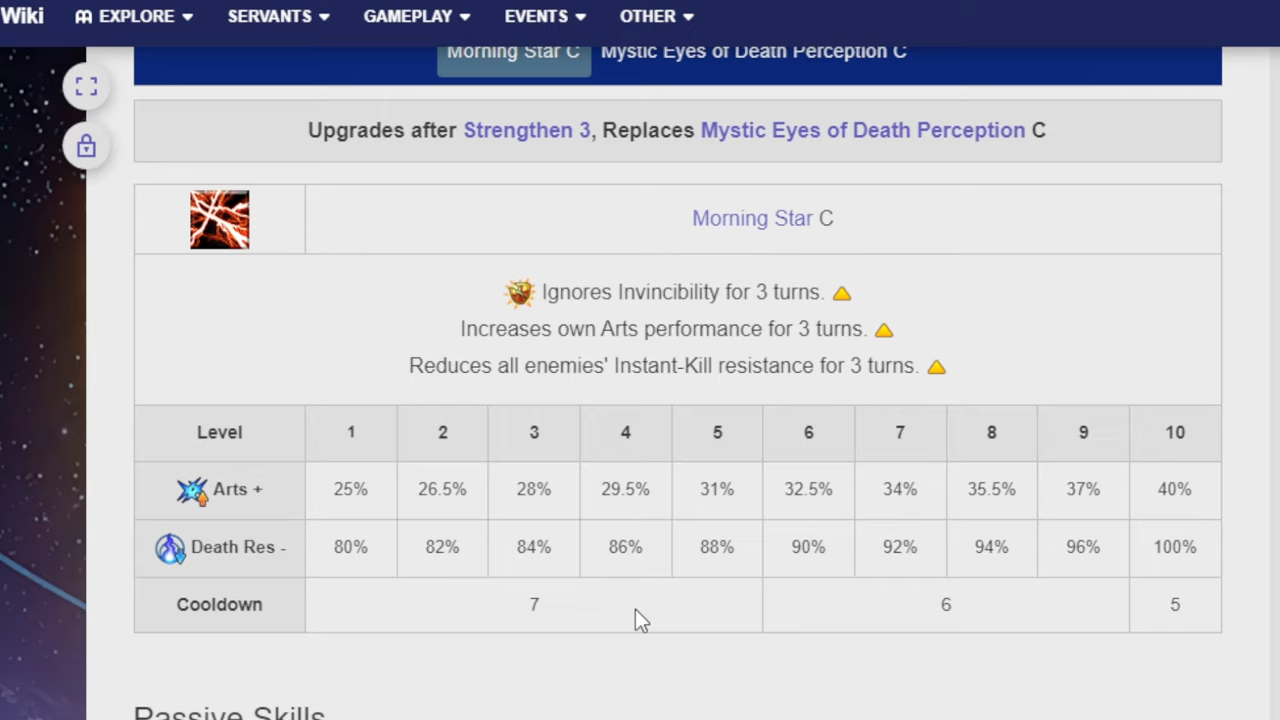 Wiki EXPLORE SERVANTS GAMEPLAY EVENTS OTHER
Morning Star C Mystic Eyes of Death Perception C
Upgrades after Strengthen 3, Replaces Mystic Eyes of Death Perception C
Morning Star C
Ignores Invincibility for 3 turns.
Increases own Arts performance for 3 turns.
Reduces all enemies' Instant-Kill resistance for 3 turns.
Level 1 2 3 4 5 6 7 8 9 10
Arts + 25% 26.5% 28% 29.5% 31% 32.5% 34% 35.5% 37% 40%
Death Res - 80% 82% 84% 86% 88% 90% 92% 94% 96% 100%
Cooldown 7 6 5
Passive Skills